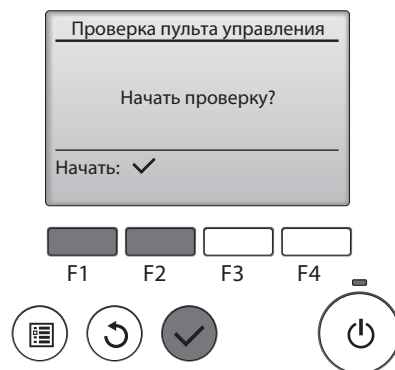 Проверка пульта управления
Начать проверку?
Начать: ✓
F1 F2 F3 F4